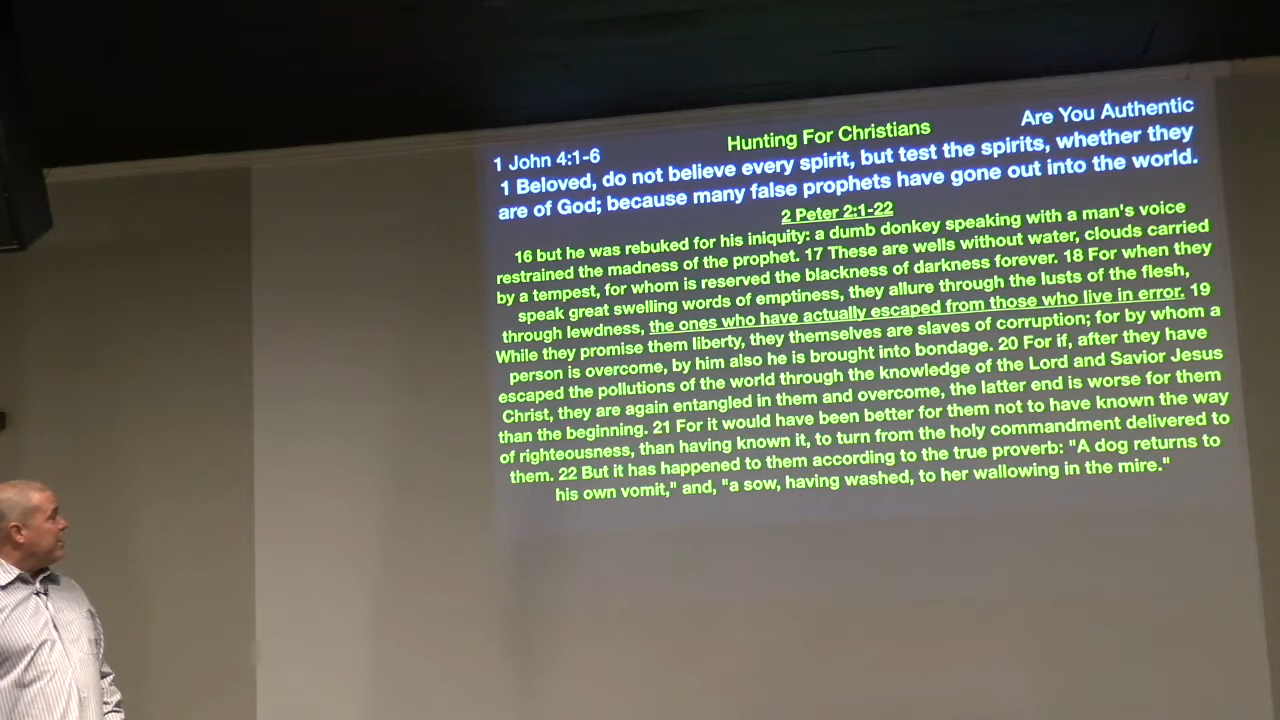 1 John 4:1-6 Hunting For Christians Are You Authentic
1 Beloved, do not believe every spirit, but test the spirits, whether they
are of God; because many false prophets have gone out into the world.
2 Peter 2:1-22
16 but he was rebuked for his iniquity: a dumb donkey speaking with a man's voice
restrained the madness of the prophet. 17 These are wells without water, clouds carried
by a tempest, for whom is reserved the blackness of darkness forever. 18 For when they
speak great swelling words of emptiness, they allure through the lusts of the flesh,
through lewdness, the ones who have actually escaped from those who live in error. 19
While they promise them liberty, they themselves are slaves of corruption; for by whom a
person is overcome, by him also he is brought into bondage. 20 For if, after they have
escaped the pollutions of the world through the knowledge of the Lord and Savior Jesus
Christ, they are again entangled in them and overcome, the latter end is worse for them
than the beginning. 21 For it would have been better for them not to have known the way
of righteousness, than having known it, to turn from the holy commandment delivered to
them. 22 But it has happened to them according to the true proverb: "A dog returns to
his own vomit," and, "a sow, having washed, to her wallowing in the mire."